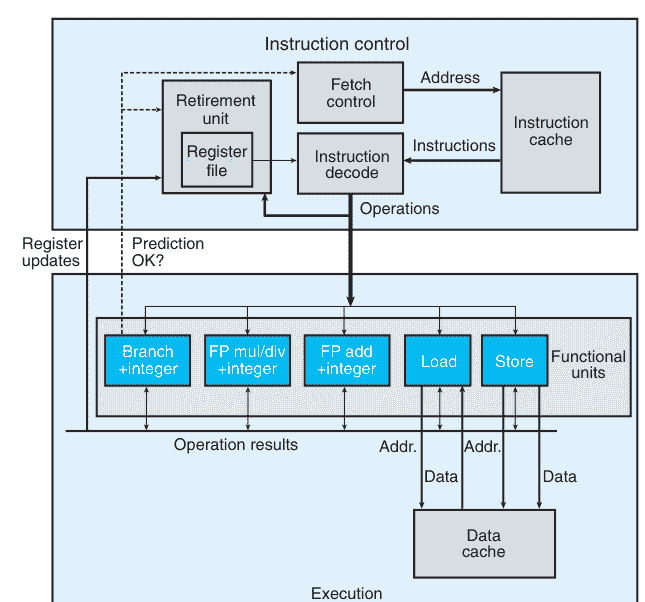 Instruction control
Fetch
control
Address
Instruction
cache
Retirement
unit
Register
file
Instruction
decode
Instructions
Operations
Register
updates
Prediction
OK?
Branch
+integer
FP mul/div
+integer
FP add
+integer
Load
Store
Functional
units
Operation results
Addr.
Addr.
Data
Data
Data
cache
Execution